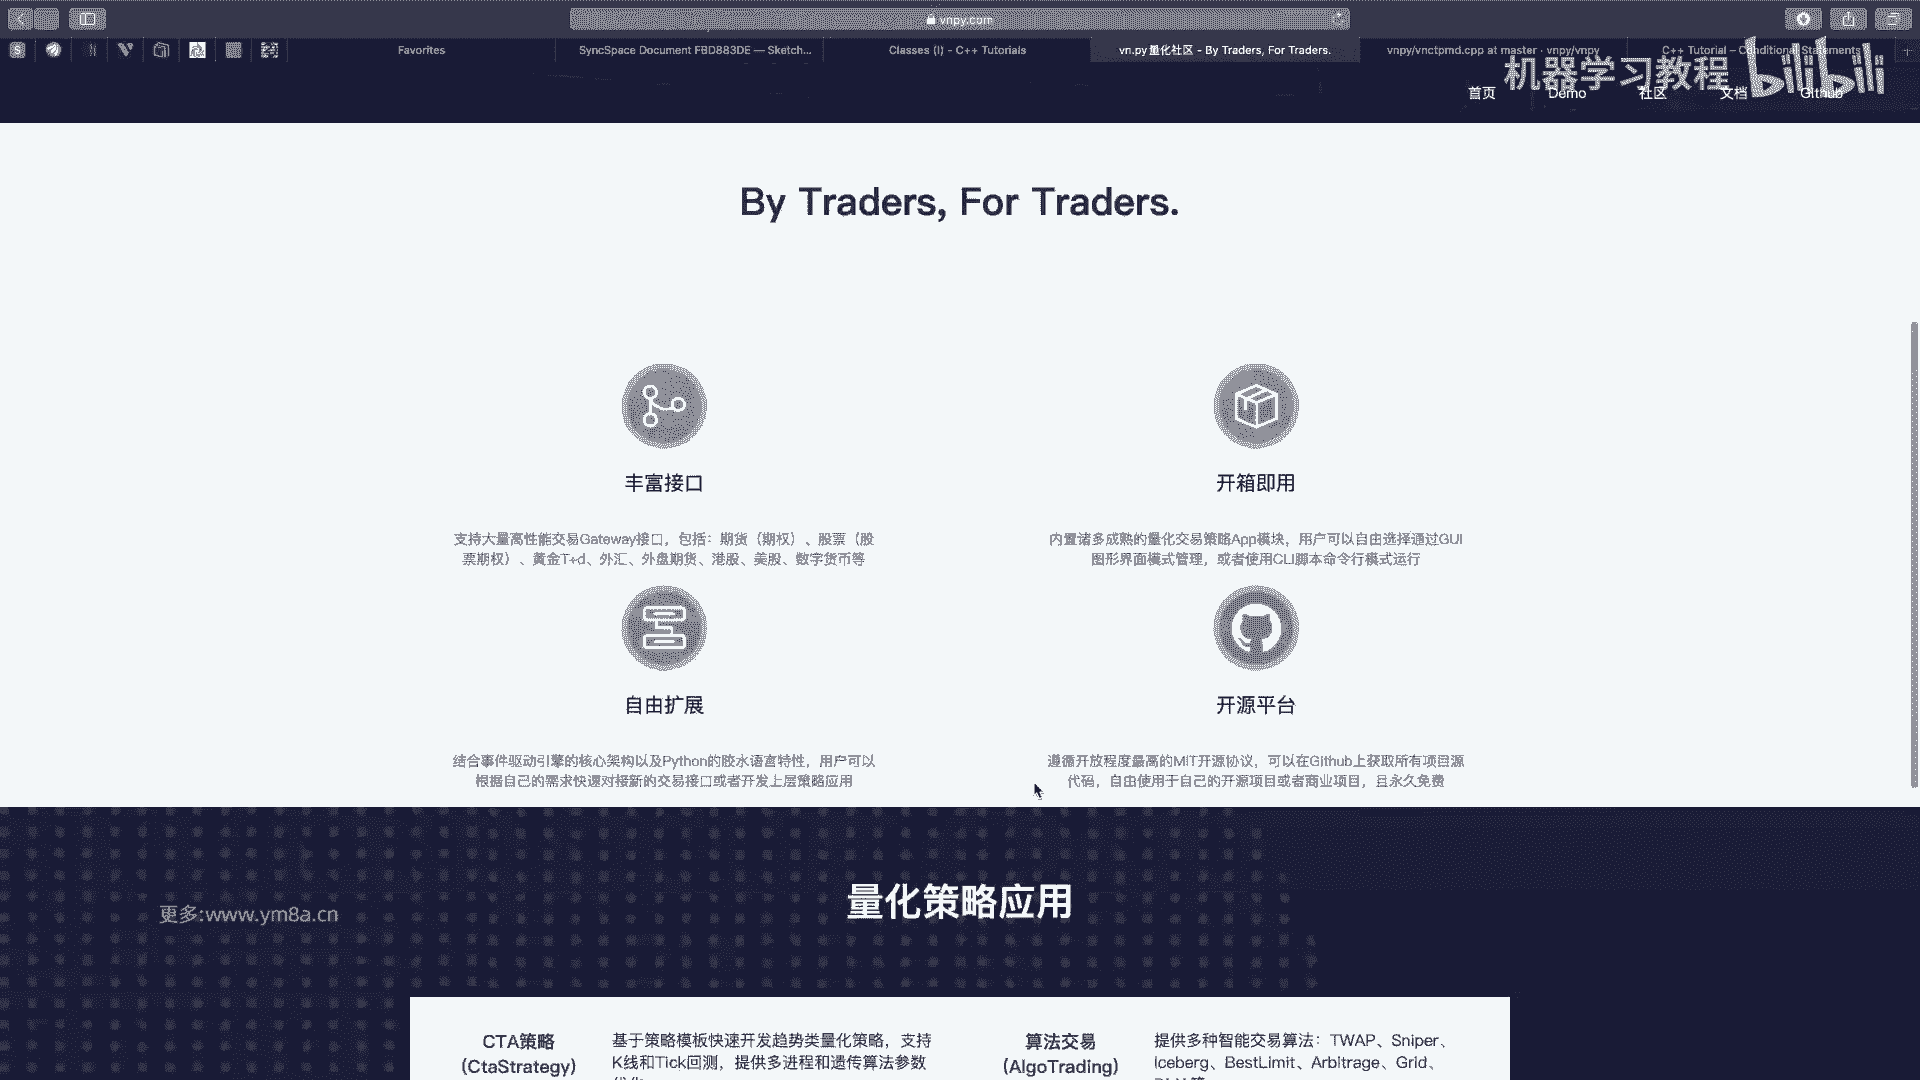 vnpy.com
Favorites
SyncSpace Document FBD883DE — Sketch...
Classes (I) - C++ Tutorials
vn.py量化社区 - By Traders, For Traders.
vnpy/vnctpmd.cpp at master · vnpy/vnpy
C++ Tutorial – Conditional Statements
机器学习教程 bilibili
首页 Demo 社区 文档 Github
By Traders, For Traders.
丰富接口
支持大量高性能交易Gateway接口，包括：期货（期权）、股票（股
票期权）、黄金T+d、外汇、外盘期货、港股、美股、数字货币等
开箱即用
内置诸多成熟的量化交易策略App模块，用户可以自由选择通过GUI
图形界面模式管理，或者使用CLI脚本命令行模式运行
自由扩展
结合事件驱动引擎的核心架构以及Python的胶水语言特性，用户可以
根据自己的需求快速对接新的交易接口或者开发上层策略应用
开源平台
遵循开放程度最高的MIT开源协议，可以在Github上获取所有项目源
代码，自由使用于自己的开源项目或者商业项目，且永久免费
更多:www.ym8a.cn
量化策略应用
CTA策略
(CtaStrategy)
基于策略模板快速开发趋势类量化策略，支持
K线和Tick回测，提供多进程和遗传算法参数
算法交易
(AlgoTrading)
提供多种智能交易算法：TWAP、Sniper、
Iceberg、BestLimit、Arbitrage、Grid、